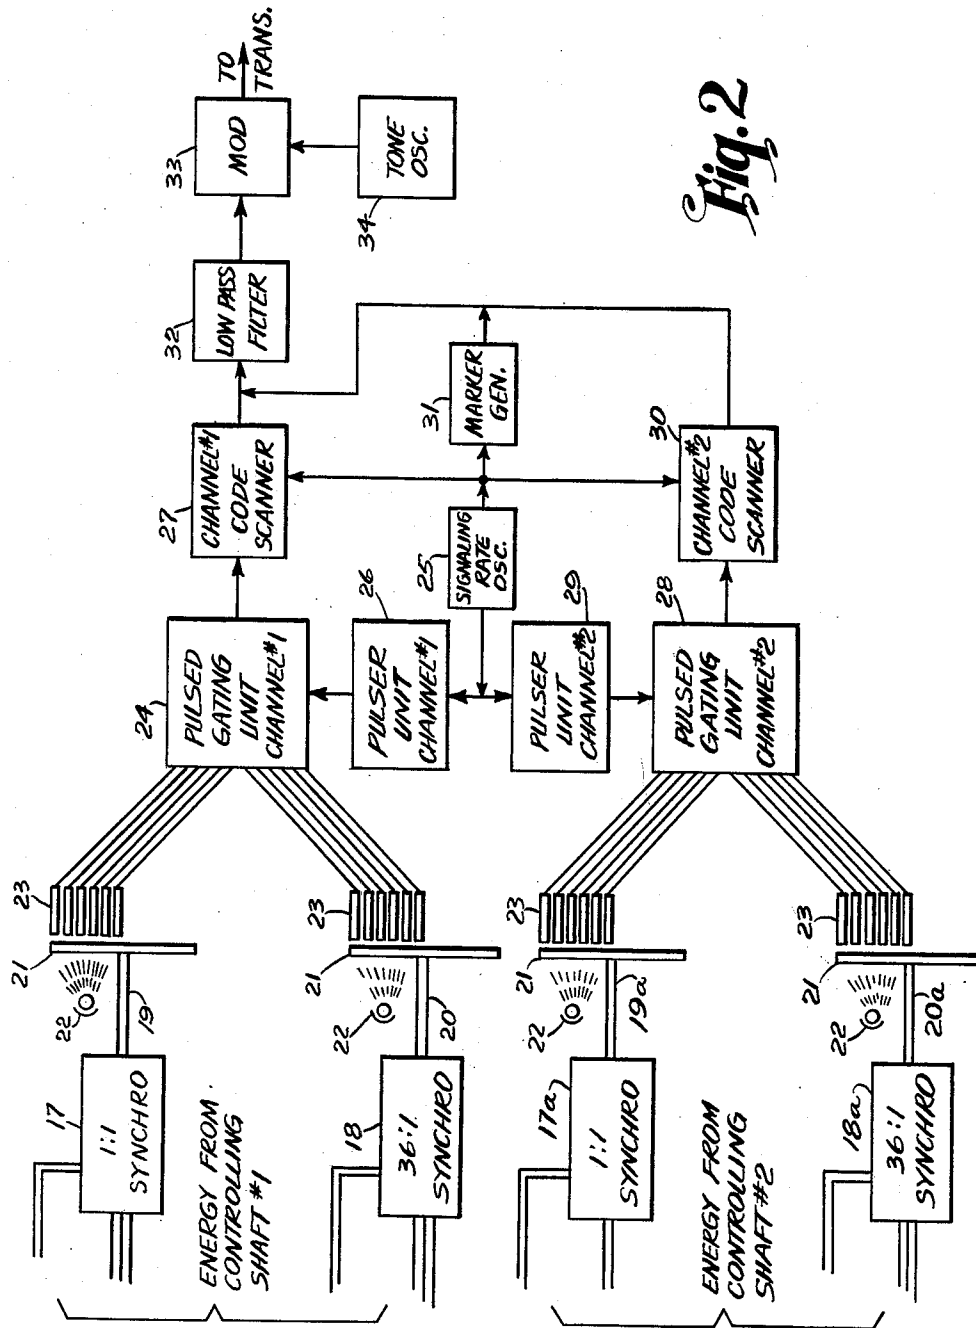 ENERGY FROM
CONTROLLING
SHAFT #1
17
1:1
SYNCHRO
19
22
21
23
18
36:1
SYNCHRO
20
22
21
23
24
PULSED
GATING
UNIT
CHANNEL #1
26
PULSER
UNIT
CHANNEL #1
25
SIGNALING
RATE
OSC.
27
CHANNEL #1
CODE
SCANNER
31
MARKER
GEN.
32
LOW PASS
FILTER
33
MOD
TO
TRANS.
34
TONE
OSC.
ENERGY FROM
CONTROLLING
SHAFT #2
17a
1:1
SYNCHRO
19a
22
21
23
18a
36:1
SYNCHRO
20a
22
21
23
29
PULSER
UNIT
CHANNEL #2
28
PULSED
GATING
UNIT
CHANNEL #2
30
CHANNEL #2
CODE
SCANNER
Fig. 2